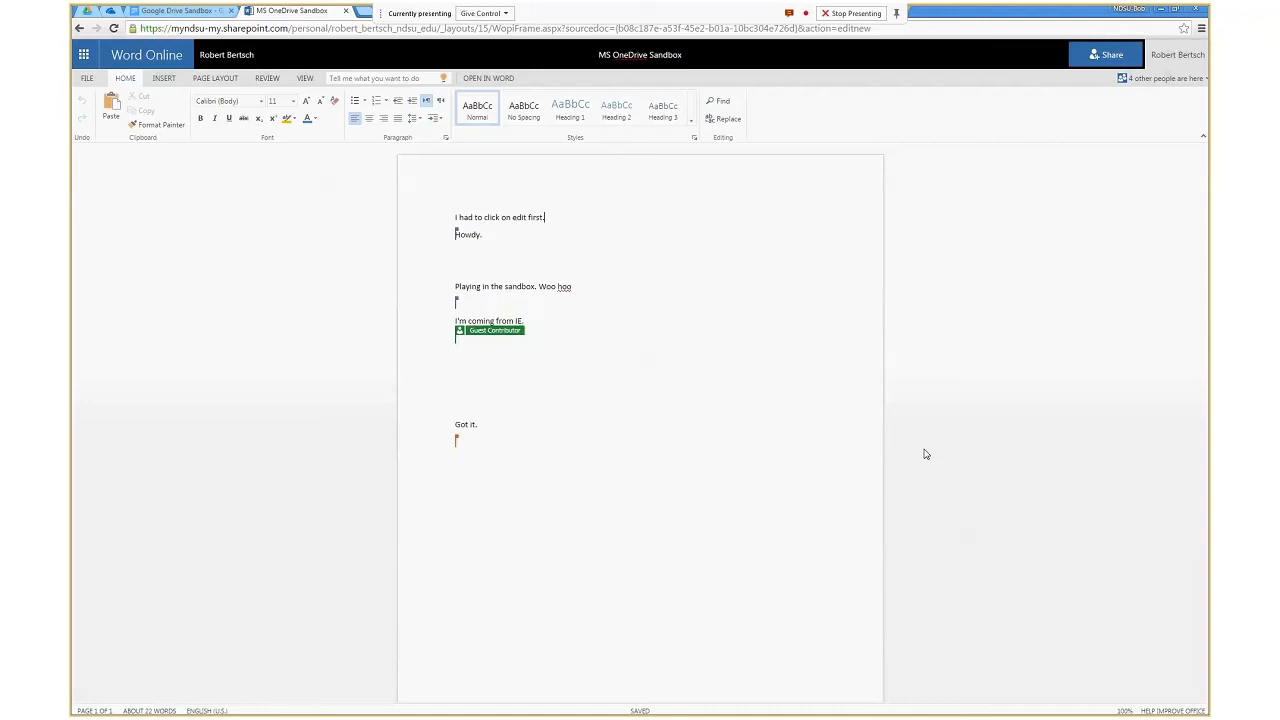 Currently presenting Give Control Stop Presenting NDSU-Bob
Google Drive Sandbox - G MS OneDrive Sandbox
https://myndsu-my.sharepoint.com/personal/robert_bertsch_ndsu_edu/_layouts/15/WopiFrame.aspx?sourcedoc={b08c187e-a53f-45e2-b01a-10bc304e726d}&action=editnew
Word Online Robert Bertsch MS OneDrive Sandbox Share Robert Bertsch
FILE HOME INSERT PAGE LAYOUT REVIEW VIEW Tell me what you want to do OPEN IN WORD 4 other people are here
Paste Cut Copy Format Painter
Calibri (Body) 11
B I U abc X₂ X²
AaBbCc AaBbCc AaBbCc AaBbCc AaBbCc
Normal No Spacing Heading 1 Heading 2 Heading 3
Find
Replace
Undo Clipboard Font Paragraph Styles Editing
I had to click on edit first.
Howdy.
Playing in the sandbox. Woo hoo
I'm coming from IE.
Guest Contributor
Got it.
PAGE 1 OF 1 ABOUT 22 WORDS ENGLISH (U.S.) SAVED 100% HELP IMPROVE OFFICE